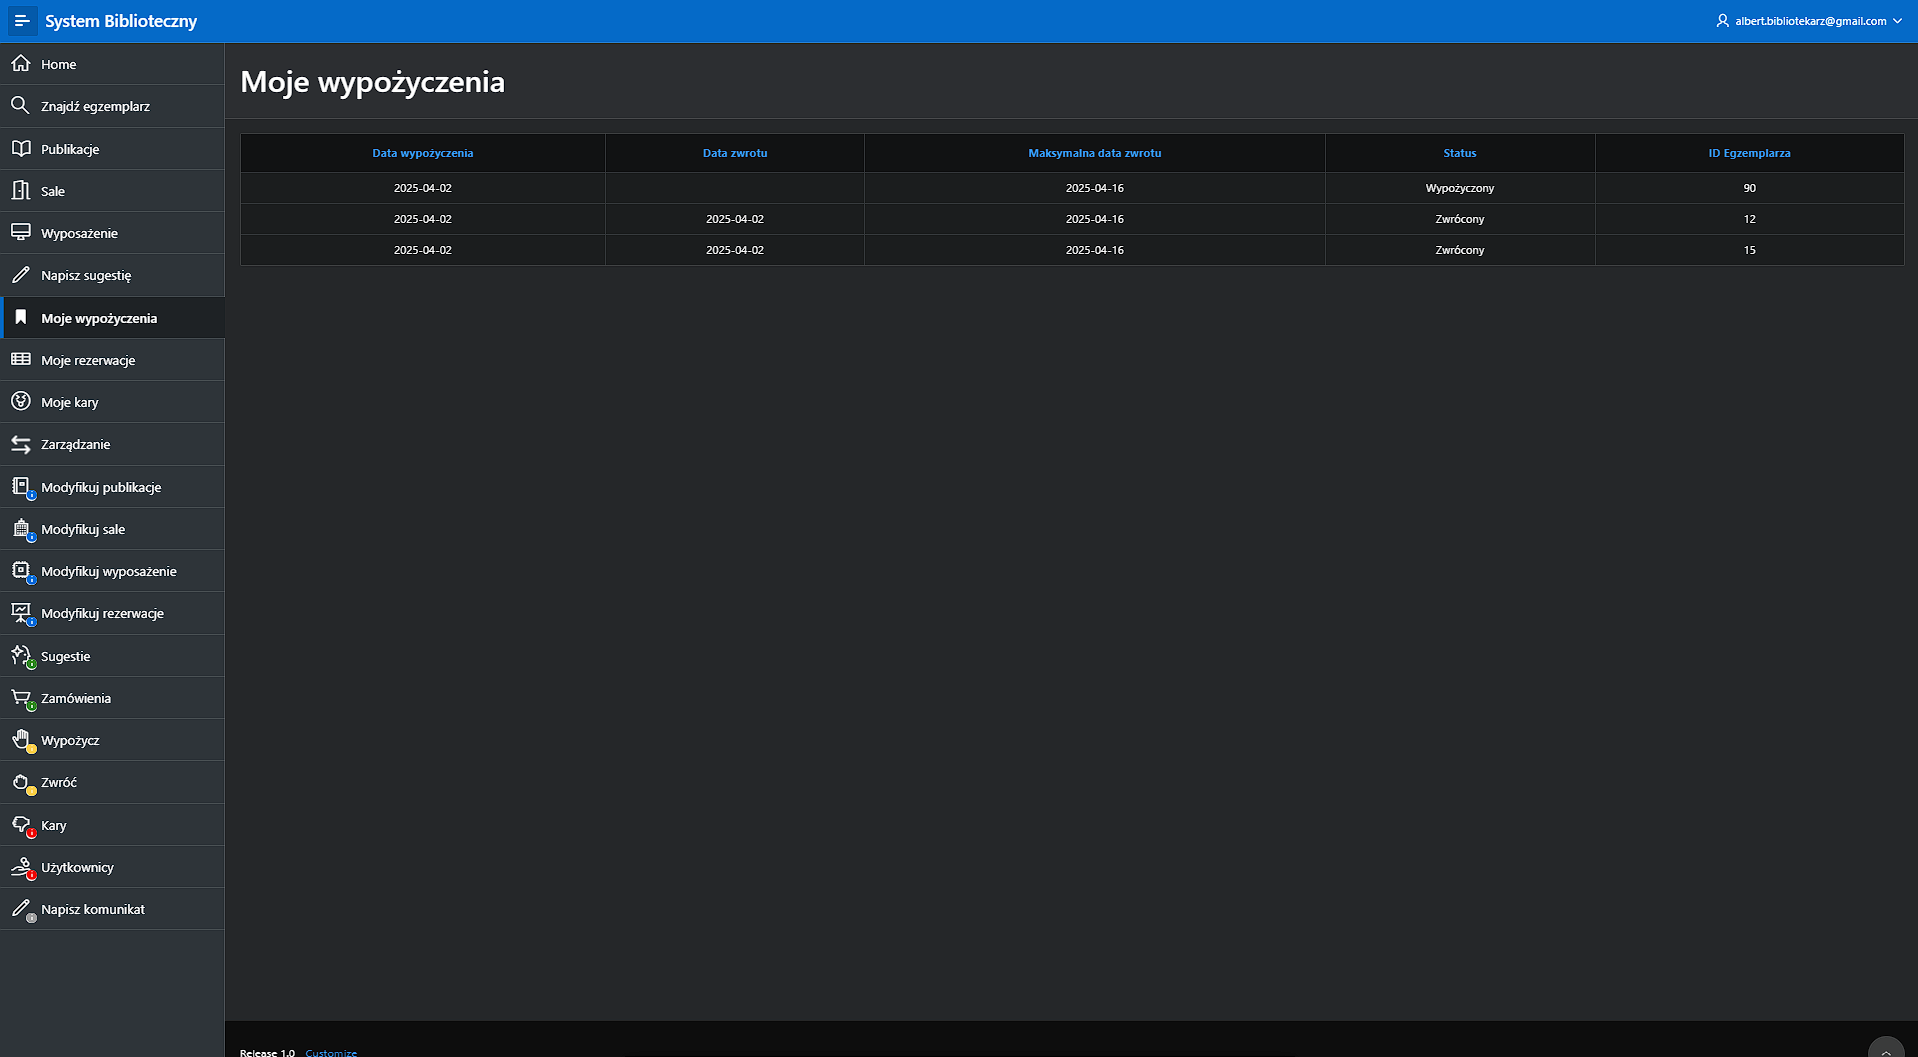 System Biblioteczny
albert.bibliotekarz@gmail.com
Home
Znajdź egzemplarz
Publikacje
Sale
Wyposażenie
Napisz sugestię
Moje wypożyczenia
Moje rezerwacje
Moje kary
Zarządzanie
Modyfikuj publikacje
Modyfikuj sale
Modyfikuj wyposażenie
Modyfikuj rezerwacje
Sugestie
Zamówienia
Wypożycz
Zwróć
Kary
Użytkownicy
Napisz komunikat
Moje wypożyczenia
Data wypożyczenia Data zwrotu Maksymalna data zwrotu Status ID Egzemplarza
2025-04-02 2025-04-16 Wypożyczony 90
2025-04-02 2025-04-02 2025-04-16 Zwrócony 12
2025-04-02 2025-04-02 2025-04-16 Zwrócony 15
Release 1.0 Customize